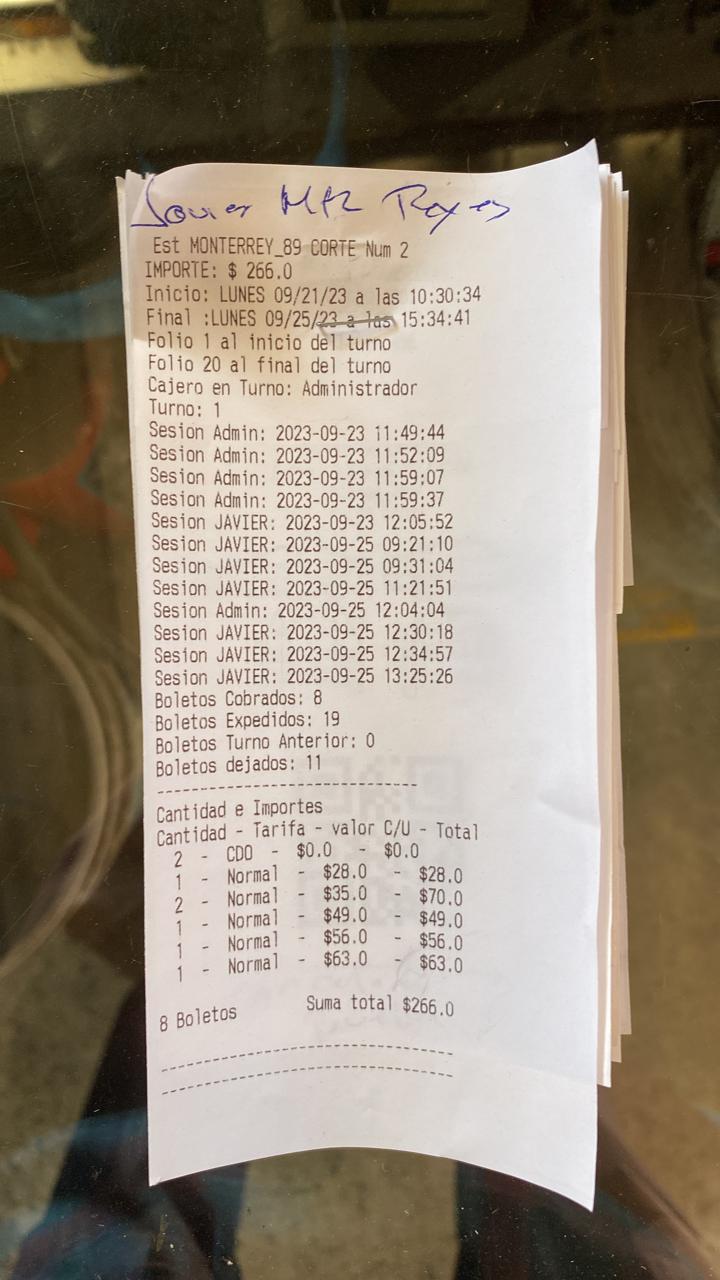 Javier Mtz Reyes
Est MONTERREY_89 CORTE Num 2
IMPORTE: $ 266.0
Inicio: LUNES 09/21/23 a las 10:30:34
Final :LUNES 09/25/23 a las 15:34:41
Folio 1 al inicio del turno
Folio 20 al final del turno
Cajero en Turno: Administrador
Turno: 1
Sesion Admin: 2023-09-23 11:49:44
Sesion Admin: 2023-09-23 11:52:09
Sesion Admin: 2023-09-23 11:59:07
Sesion Admin: 2023-09-23 11:59:37
Sesion JAVIER: 2023-09-23 12:05:52
Sesion JAVIER: 2023-09-25 09:21:10
Sesion JAVIER: 2023-09-25 09:31:04
Sesion JAVIER: 2023-09-25 11:21:51
Sesion Admin: 2023-09-25 12:04:04
Sesion JAVIER: 2023-09-25 12:30:18
Sesion JAVIER: 2023-09-25 12:34:57
Sesion JAVIER: 2023-09-25 13:25:26
Boletos Cobrados: 8
Boletos Expedidos: 19
Boletos Turno Anterior: 0
Boletos dejados: 11
------------------------------
Cantidad e Importes
Cantidad - Tarifa - valor C/U - Total
2 - CDO - $0.0 - $0.0
1 - Normal - $28.0 - $28.0
2 - Normal - $35.0 - $70.0
1 - Normal - $49.0 - $49.0
1 - Normal - $56.0 - $56.0
1 - Normal - $63.0 - $63.0
8 Boletos Suma total $266.0
----------------------------------
----------------------------------